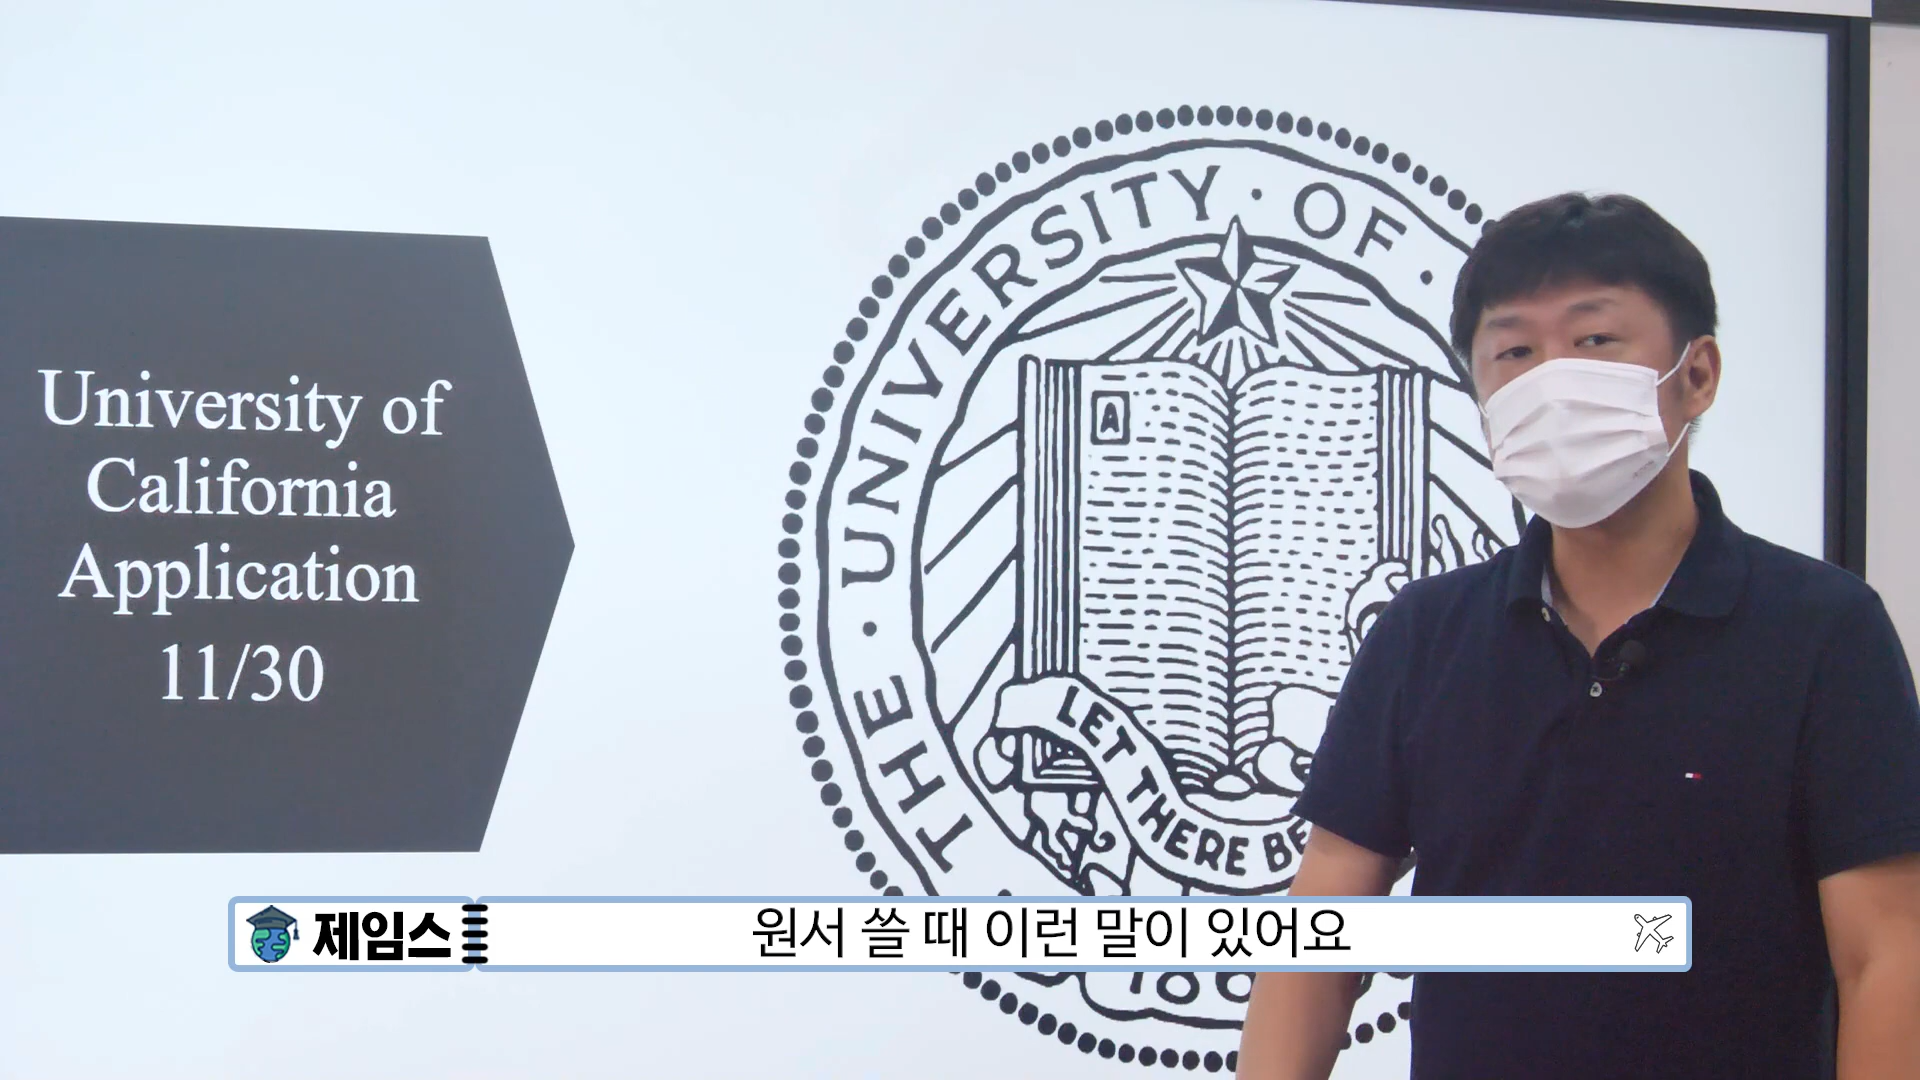 University of
California
Application
11/30
THE · UNIVERSITY · OF ·
A
LET THERE BE
제임스
원서 쓸 때 이런 말이 있어요